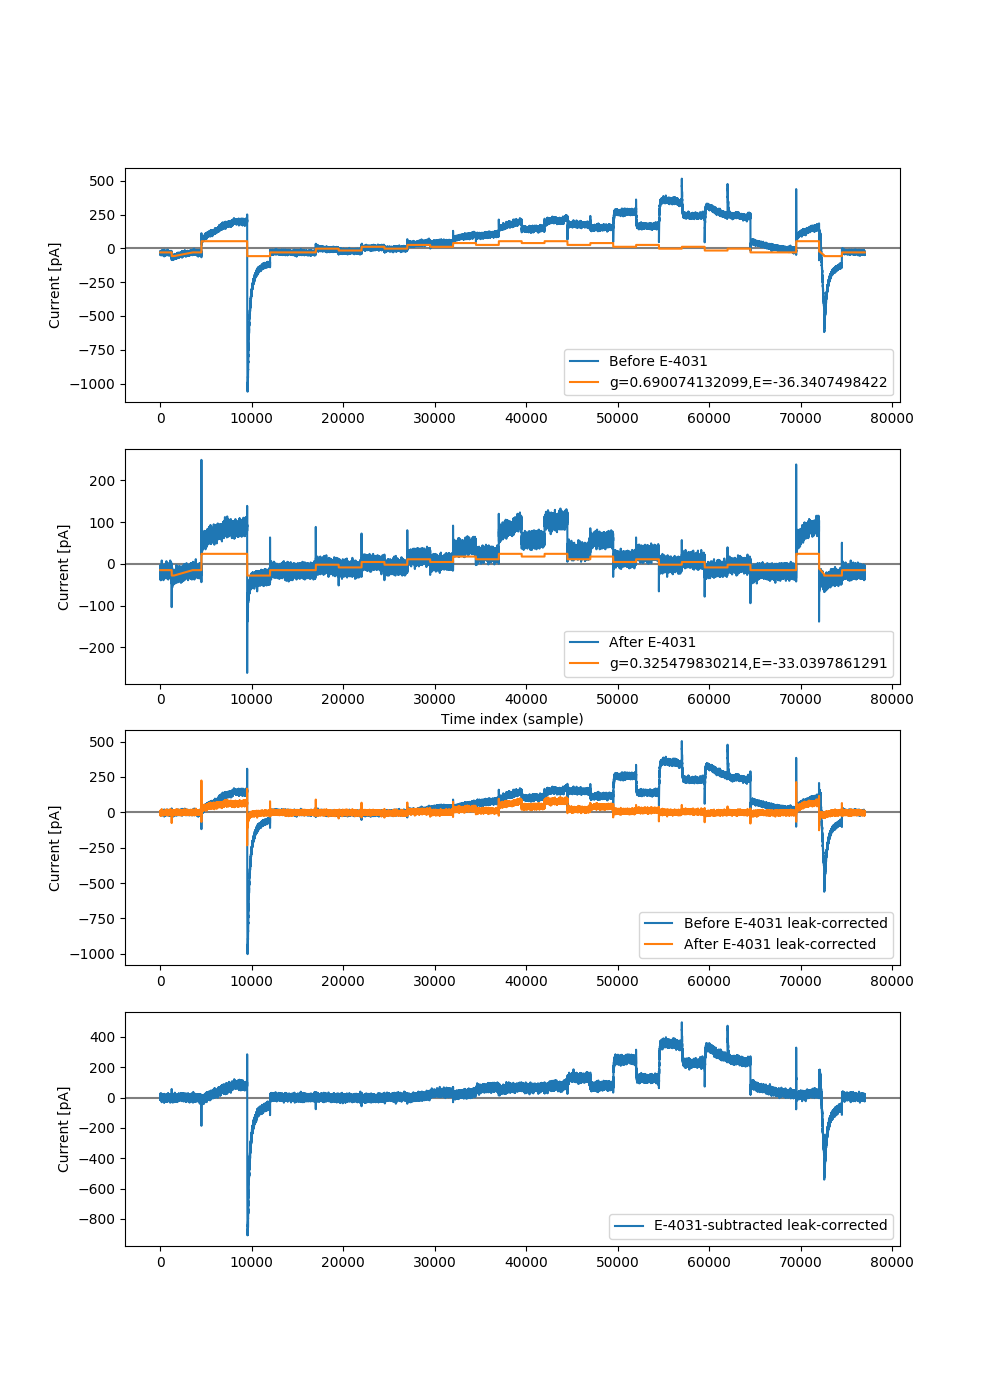 500
250
0
−250
−500
−750
−1000
Current [pA]
Before E-4031
g=0.690074132099,E=-36.3407498422
0 10000 20000 30000 40000 50000 60000 70000 80000
200
100
0
−100
−200
Current [pA]
After E-4031
g=0.325479830214,E=-33.0397861291
0 10000 20000 30000 40000 50000 60000 70000 80000
Time index (sample)
500
250
0
−250
−500
−750
−1000
Current [pA]
Before E-4031 leak-corrected
After E-4031 leak-corrected
0 10000 20000 30000 40000 50000 60000 70000 80000
400
200
0
−200
−400
−600
−800
Current [pA]
E-4031-subtracted leak-corrected
0 10000 20000 30000 40000 50000 60000 70000 80000